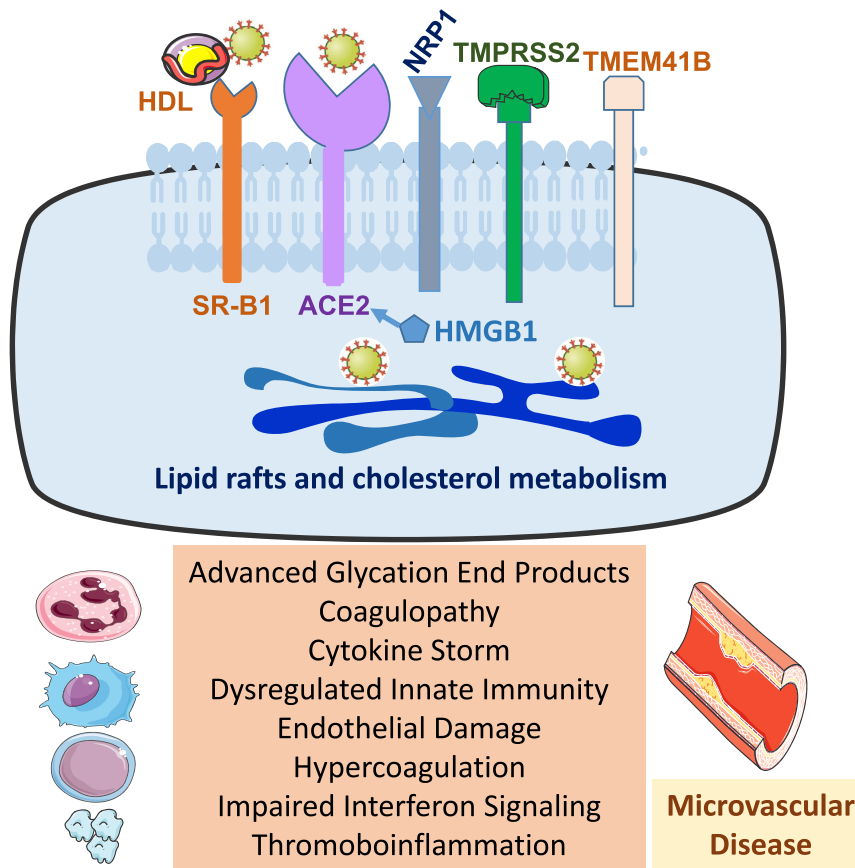 NRP1
TMPRSS2
TMEM41B
HDL
SR-B1
ACE2
HMGB1
Lipid rafts and cholesterol metabolism
Advanced Glycation End Products
Coagulopathy
Cytokine Storm
Dysregulated Innate Immunity
Endothelial Damage
Hypercoagulation
Impaired Interferon Signaling
Thromoboinflammation
Microvascular
Disease